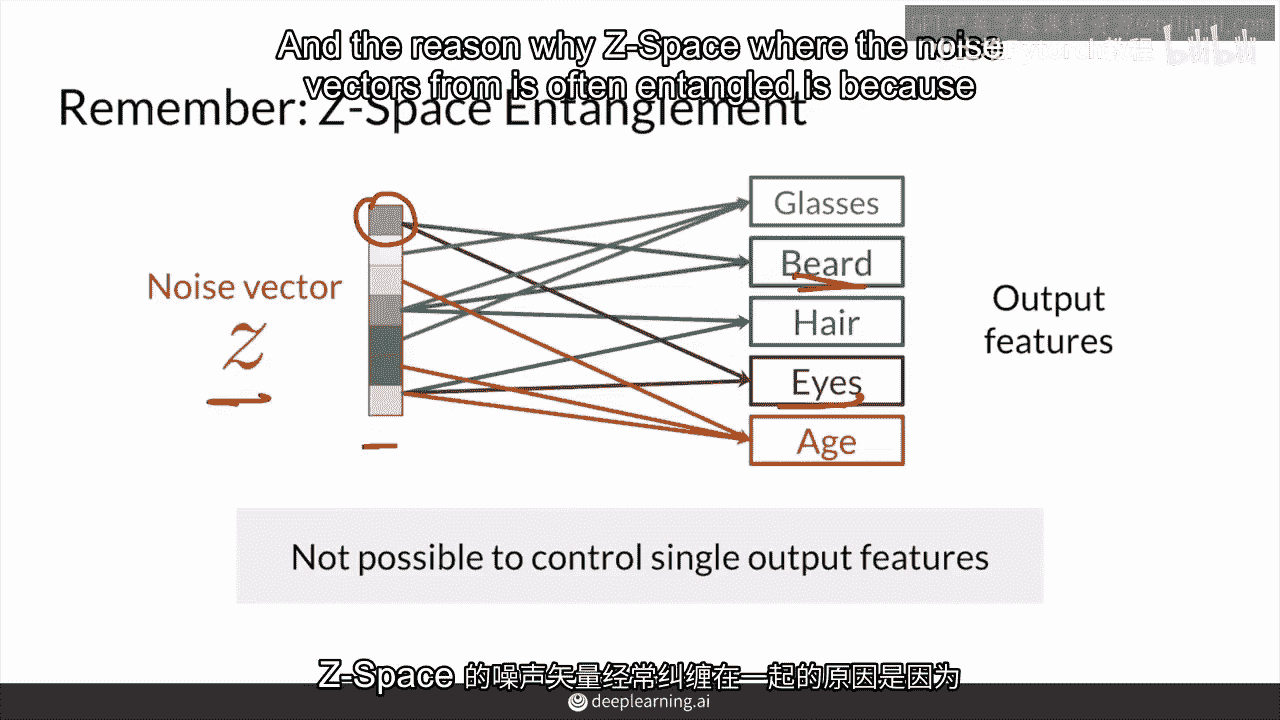 And the reason why Z-Space where the noise
vectors from is often entangled is because
Remember: Z-Space Entanglement
Noise vector
z
Glasses
Beard
Hair
Eyes
Age
Output
features
Not possible to control single output features
Z-Space 的噪声矢量经常纠缠在一起的原因是因为
deeplearning.ai